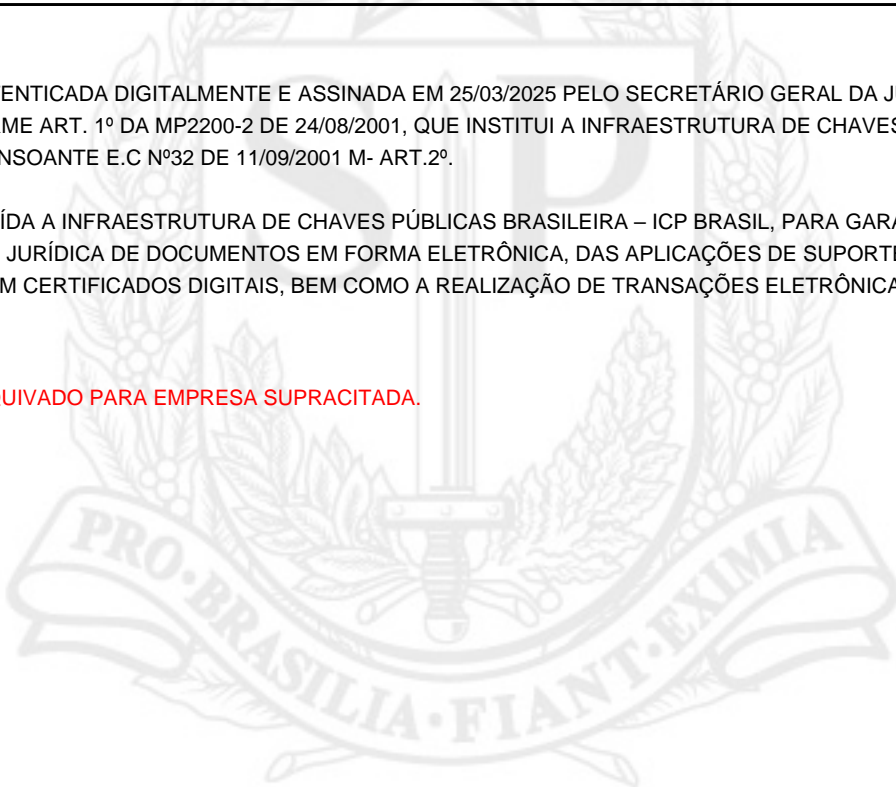 ENTICADA DIGITALMENTE E ASSINADA EM 25/03/2025 PELO SECRETÁRIO GERAL DA J
ME ART. 1º DA MP2200-2 DE 24/08/2001, QUE INSTITUI A INFRAESTRUTURA DE CHAVES
NSOANTE E.C Nº32 DE 11/09/2001 M- ART.2º.
ÍDA A INFRAESTRUTURA DE CHAVES PÚBLICAS BRASILEIRA – ICP BRASIL, PARA GARA
JURÍDICA DE DOCUMENTOS EM FORMA ELETRÔNICA, DAS APLICAÇÕES DE SUPORTE
M CERTIFICADOS DIGITAIS, BEM COMO A REALIZAÇÃO DE TRANSAÇÕES ELETRÔNICA
UIVADO PARA EMPRESA SUPRACITADA.
SP
PRO·BRASILIA·FIANT·EXIMIA